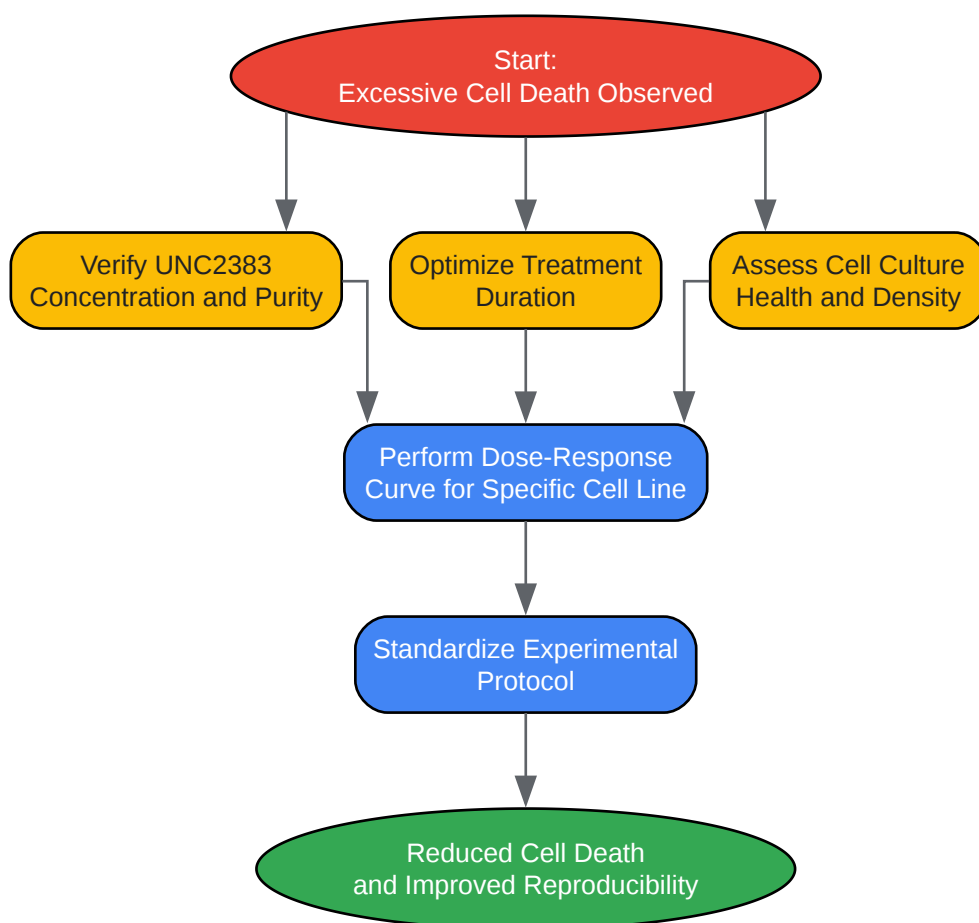 Start:
Excessive Cell Death Observed
Verify UNC2383
Concentration and Purity
Optimize Treatment
Duration
Assess Cell Culture
Health and Density
Perform Dose-Response
Curve for Specific Cell Line
Standardize Experimental
Protocol
Reduced Cell Death
and Improved Reproducibility